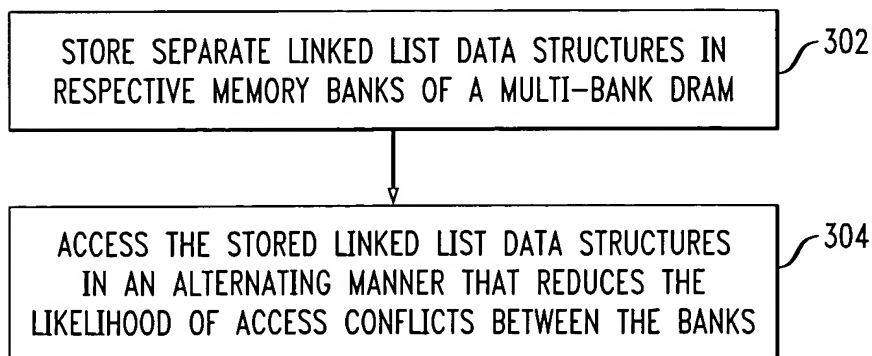 STORE SEPARATE LINKED LIST DATA STRUCTURES IN
RESPECTIVE MEMORY BANKS OF A MULTI-BANK DRAM
302
ACCESS THE STORED LINKED LIST DATA STRUCTURES
IN AN ALTERNATING MANNER THAT REDUCES THE
LIKELIHOOD OF ACCESS CONFLICTS BETWEEN THE BANKS
304